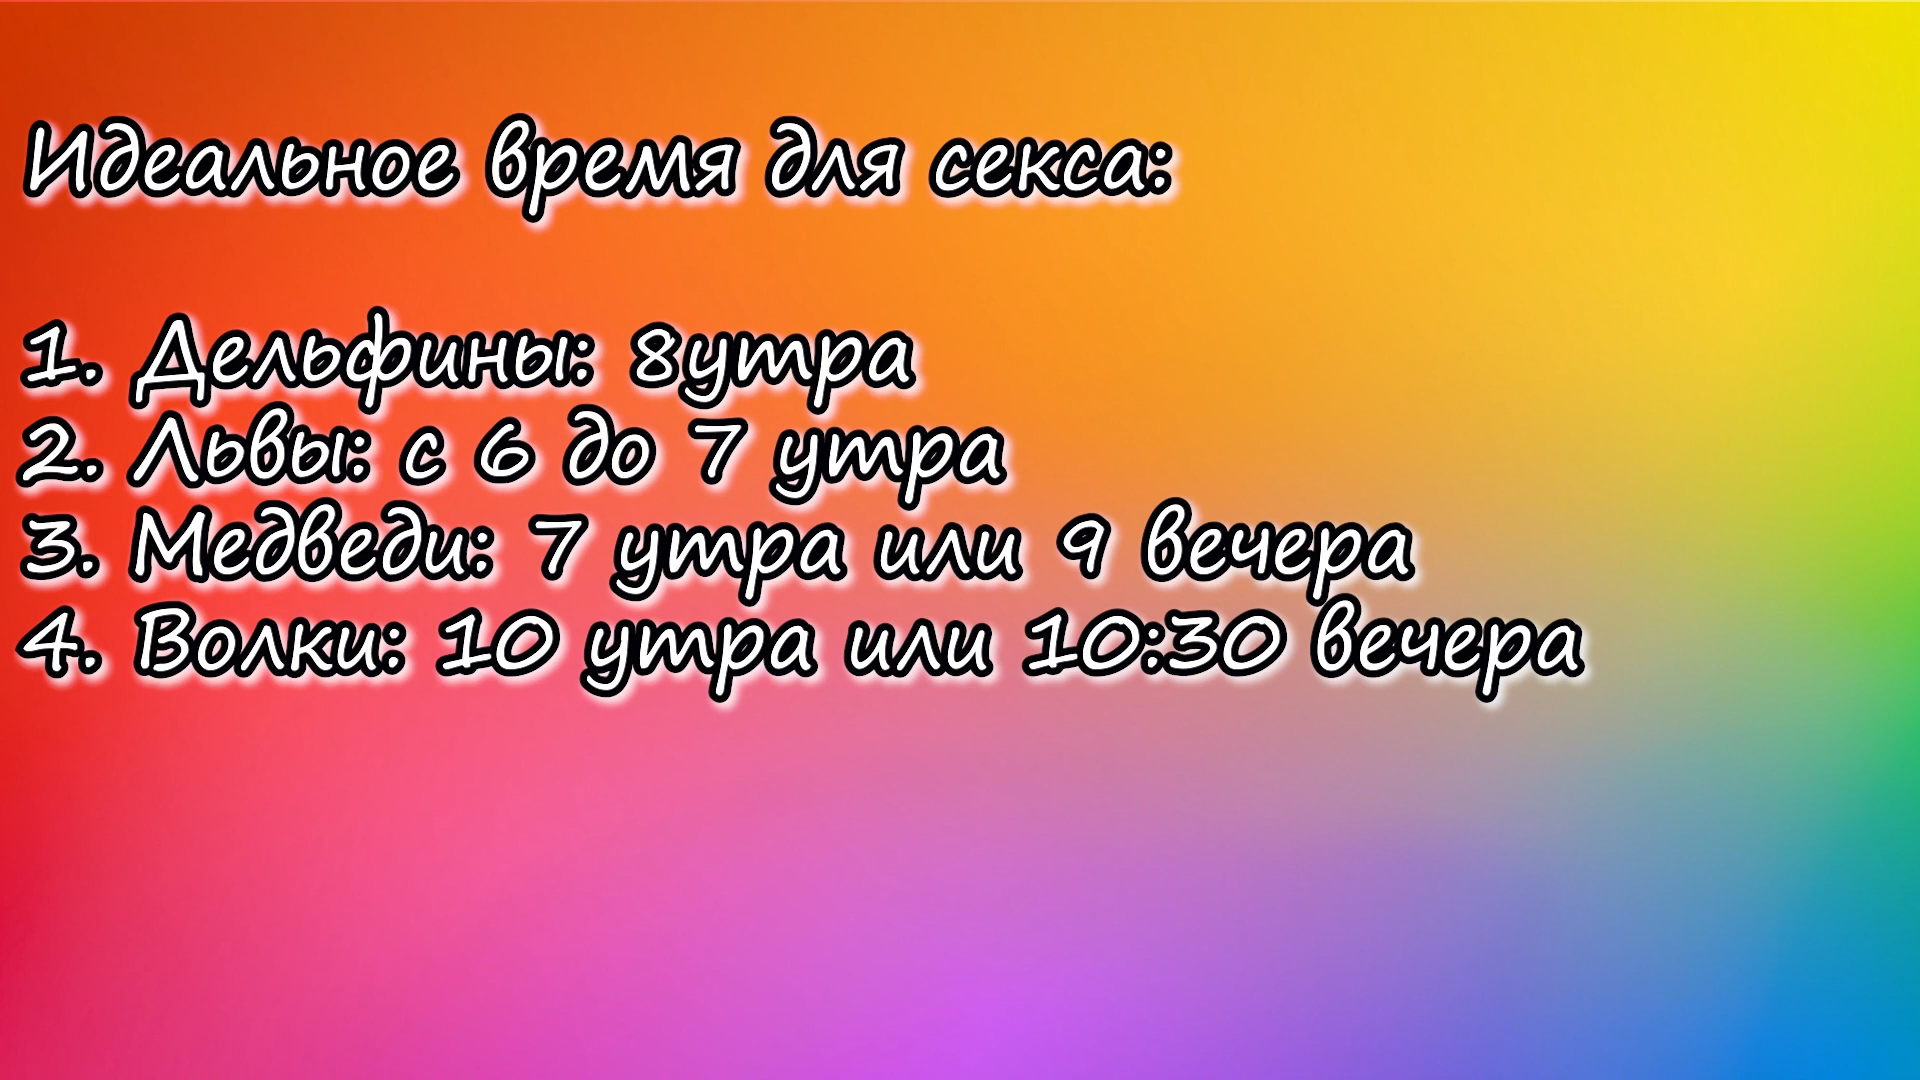 Идеальное время для секса:
1. Дельфины: 8утра
2. Львы: с 6 до 7 утра
3. Медведи: 7 утра или 9 вечера
4. Волки: 10 утра или 10:30 вечера